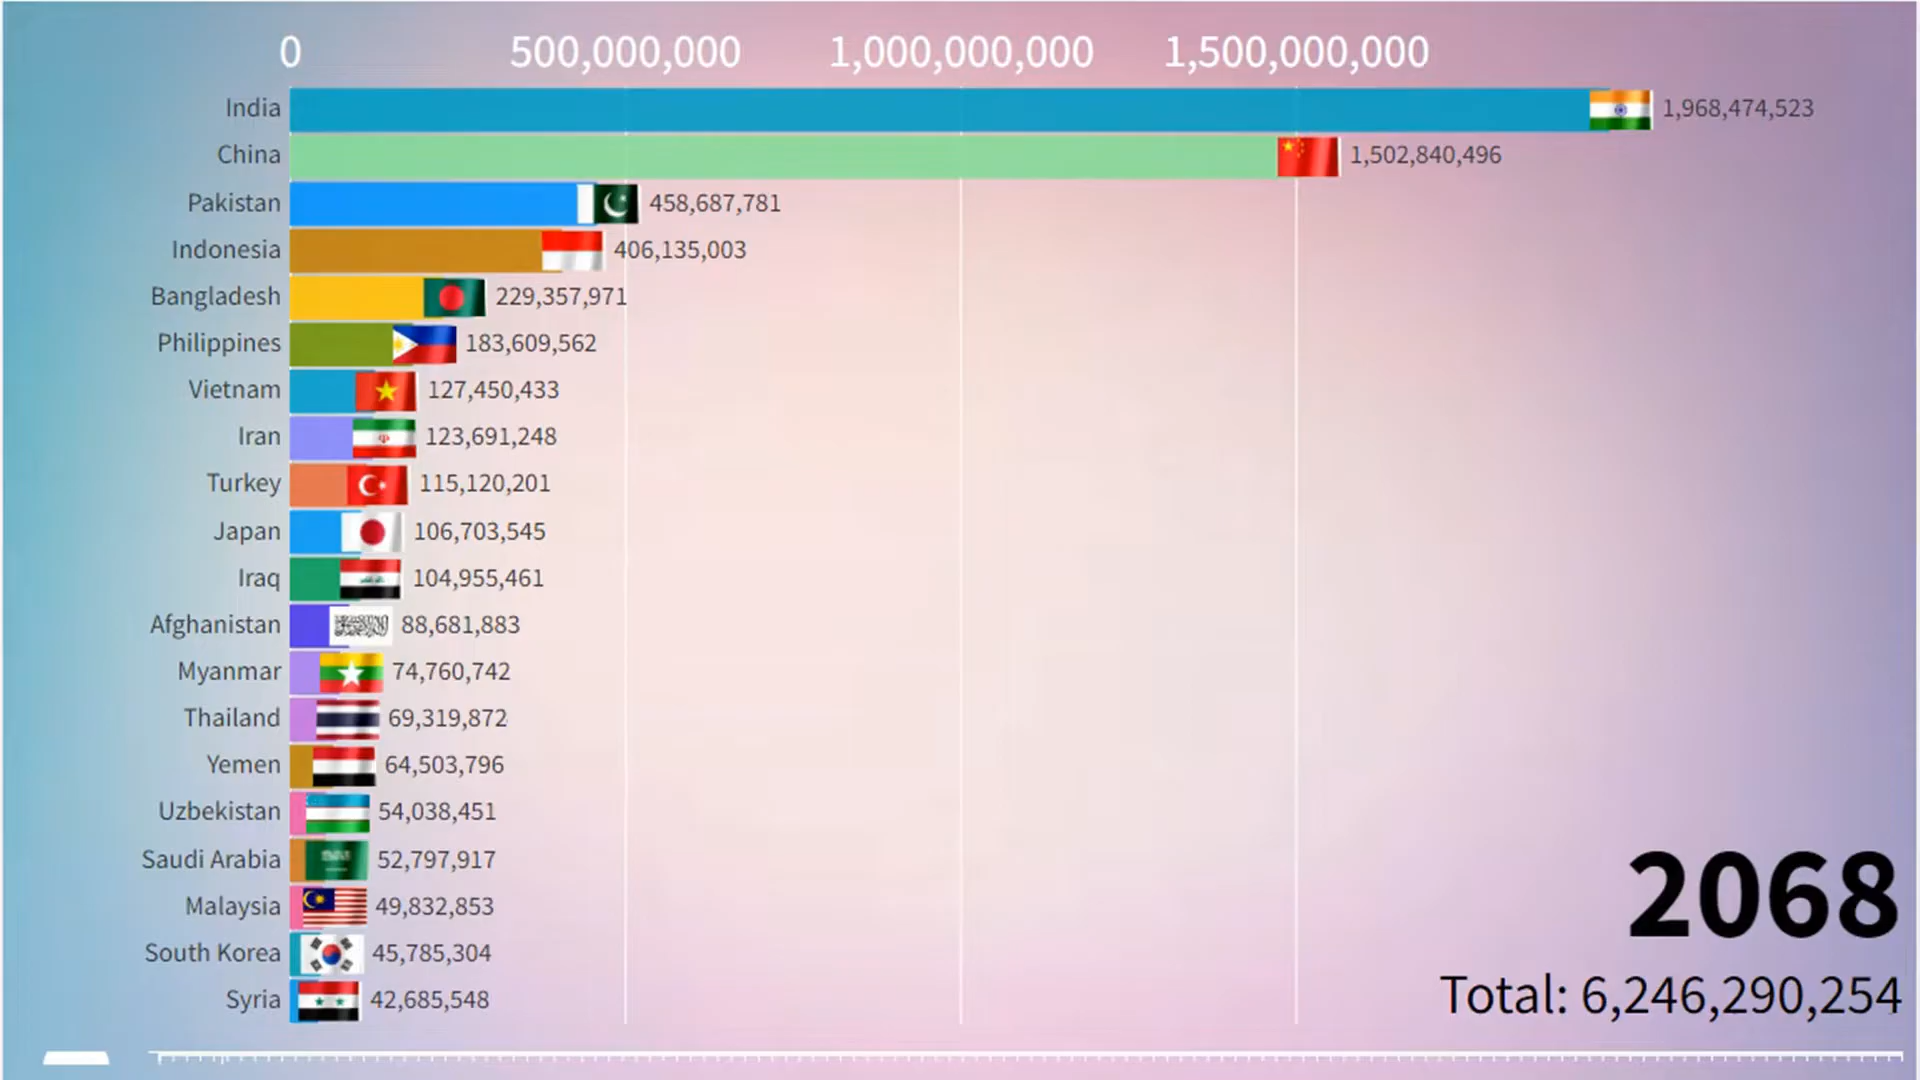 0 500,000,000 1,000,000,000 1,500,000,000
India 1,968,474,523
China 1,502,840,496
Pakistan 458,687,781
Indonesia 406,135,003
Bangladesh 229,357,971
Philippines 183,609,562
Vietnam 127,450,433
Iran 123,691,248
Turkey 115,120,201
Japan 106,703,545
Iraq 104,955,461
Afghanistan 88,681,883
Myanmar 74,760,742
Thailand 69,319,872
Yemen 64,503,796
Uzbekistan 54,038,451
Saudi Arabia 52,797,917
Malaysia 49,832,853
South Korea 45,785,304
Syria 42,685,548
2068
Total: 6,246,290,254